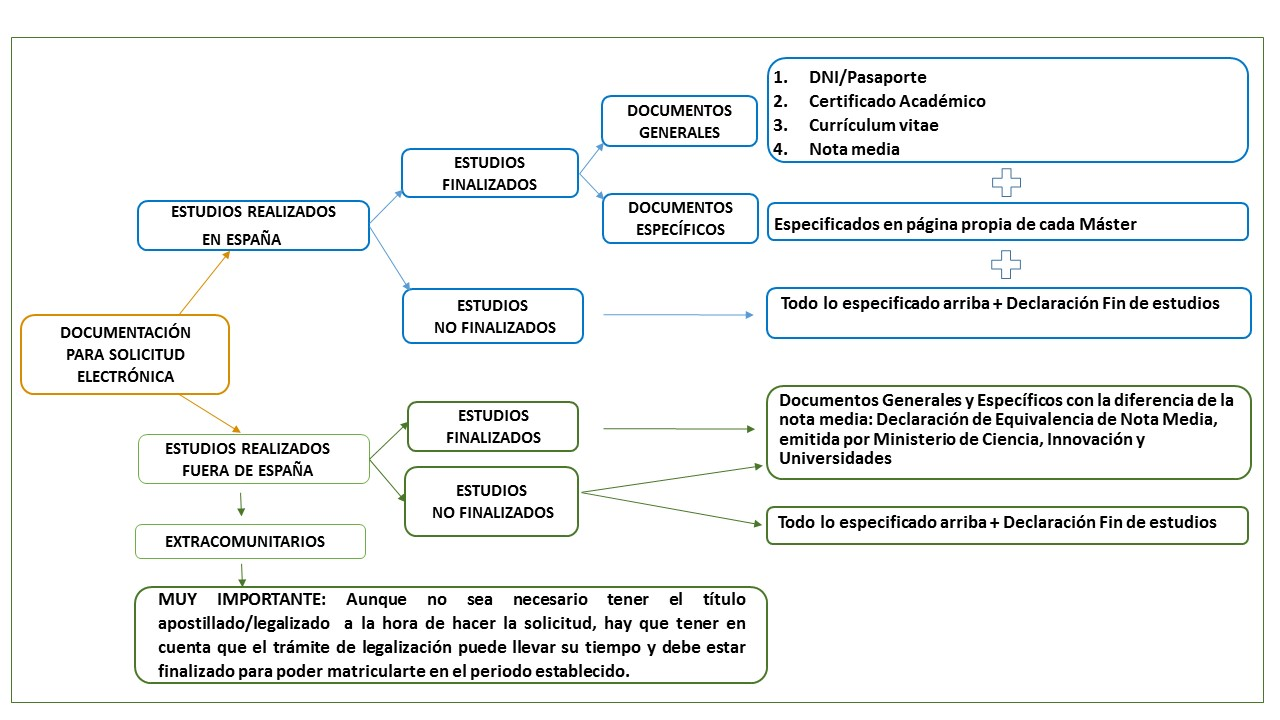 1. DNI/Pasaporte
2. Certificado Académico
3. Currículum vitae
4. Nota media
DOCUMENTOS
GENERALES
ESTUDIOS
FINALIZADOS
DOCUMENTOS
ESPECÍFICOS
Especificados en página propia de cada Máster
ESTUDIOS REALIZADOS
EN ESPAÑA
ESTUDIOS
NO FINALIZADOS
Todo lo especificado arriba + Declaración Fin de estudios
DOCUMENTACIÓN
PARA SOLICITUD
ELECTRÓNICA
ESTUDIOS
FINALIZADOS
Documentos Generales y Específicos con la diferencia de la
nota media: Declaración de Equivalencia de Nota Media,
emitida por Ministerio de Ciencia, Innovación y
Universidades
ESTUDIOS REALIZADOS
FUERA DE ESPAÑA
ESTUDIOS
NO FINALIZADOS
Todo lo especificado arriba + Declaración Fin de estudios
EXTRACOMUNITARIOS
MUY IMPORTANTE: Aunque no sea necesario tener el título
apostillado/legalizado a la hora de hacer la solicitud, hay que tener en
cuenta que el trámite de legalización puede llevar su tiempo y debe estar
finalizado para poder matricularte en el periodo establecido.